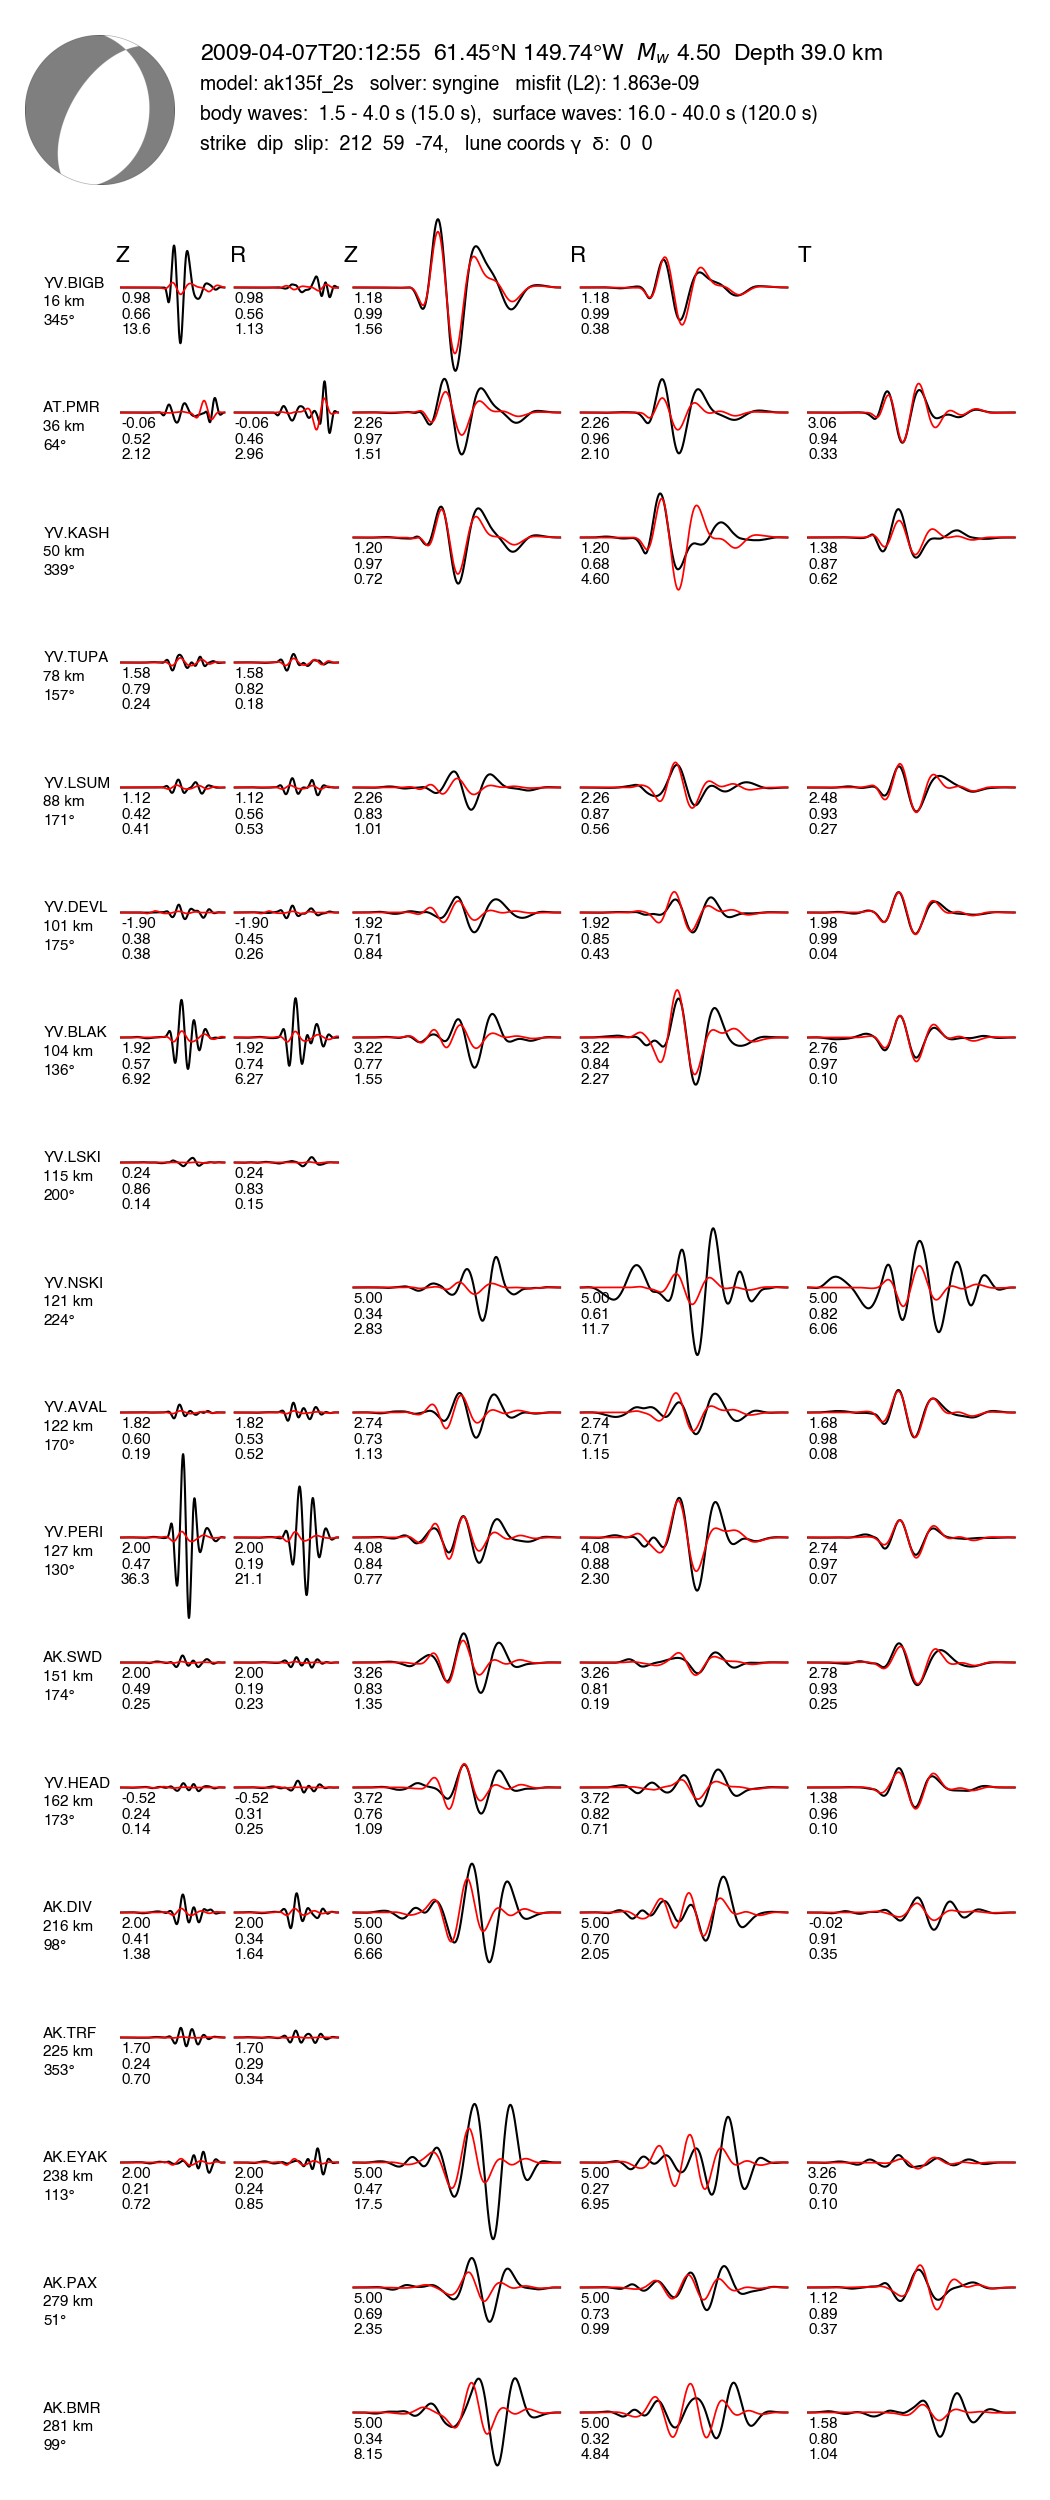 2009-04-07T20:12:55 61.45°N 149.74°W Mw 4.50 Depth 39.0 km
model: ak135f_2s solver: syngine misfit (L2): 1.863e-09
body waves: 1.5 - 4.0 s (15.0 s), surface waves: 16.0 - 40.0 s (120.0 s)
strike dip slip: 212 59 -74, lune coords γ δ: 0 0
Z R Z R T
YV.BIGB
16 km 0.98 0.98 1.18 1.18
345° 0.66 0.56 0.99 0.99
13.6 1.13 1.56 0.38
AT.PMR
36 km -0.06 -0.06 2.26 2.26 3.06
64° 0.52 0.46 0.97 0.96 0.94
2.12 2.96 1.51 2.10 0.33
YV.KASH
50 km 1.20 1.20 1.38
339° 0.97 0.68 0.87
0.72 4.60 0.62
YV.TUPA
78 km 1.58 1.58
157° 0.79 0.82
0.24 0.18
YV.LSUM
88 km 1.12 1.12 2.26 2.26 2.48
171° 0.42 0.56 0.83 0.87 0.93
0.41 0.53 1.01 0.56 0.27
YV.DEVL
101 km -1.90 -1.90 1.92 1.92 1.98
175° 0.38 0.45 0.71 0.85 0.99
0.38 0.26 0.84 0.43 0.04
YV.BLAK
104 km 1.92 1.92 3.22 3.22 2.76
136° 0.57 0.74 0.77 0.84 0.97
6.92 6.27 1.55 2.27 0.10
YV.LSKI
115 km 0.24 0.24
200° 0.86 0.83
0.14 0.15
YV.NSKI
121 km 5.00 5.00 5.00
224° 0.34 0.61 0.82
2.83 11.7 6.06
YV.AVAL
122 km 1.82 1.82 2.74 2.74 1.68
170° 0.60 0.53 0.73 0.71 0.98
0.19 0.52 1.13 1.15 0.08
YV.PERI
127 km 2.00 2.00 4.08 4.08 2.74
130° 0.47 0.19 0.84 0.88 0.97
36.3 21.1 0.77 2.30 0.07
AK.SWD
151 km 2.00 2.00 3.26 3.26 2.78
174° 0.49 0.19 0.83 0.81 0.93
0.25 0.23 1.35 0.19 0.25
YV.HEAD
162 km -0.52 -0.52 3.72 3.72 1.38
173° 0.24 0.31 0.76 0.82 0.96
0.14 0.25 1.09 0.71 0.10
AK.DIV
216 km 2.00 2.00 5.00 5.00 -0.02
98° 0.41 0.34 0.60 0.70 0.91
1.38 1.64 6.66 2.05 0.35
AK.TRF
225 km 1.70 1.70
353° 0.24 0.29
0.70 0.34
AK.EYAK
238 km 2.00 2.00 5.00 5.00 3.26
113° 0.21 0.24 0.47 0.27 0.70
0.72 0.85 17.5 6.95 0.10
AK.PAX
279 km 5.00 5.00 1.12
51° 0.69 0.73 0.89
2.35 0.99 0.37
AK.BMR
281 km 5.00 5.00 1.58
99° 0.34 0.32 0.80
8.15 4.84 1.04